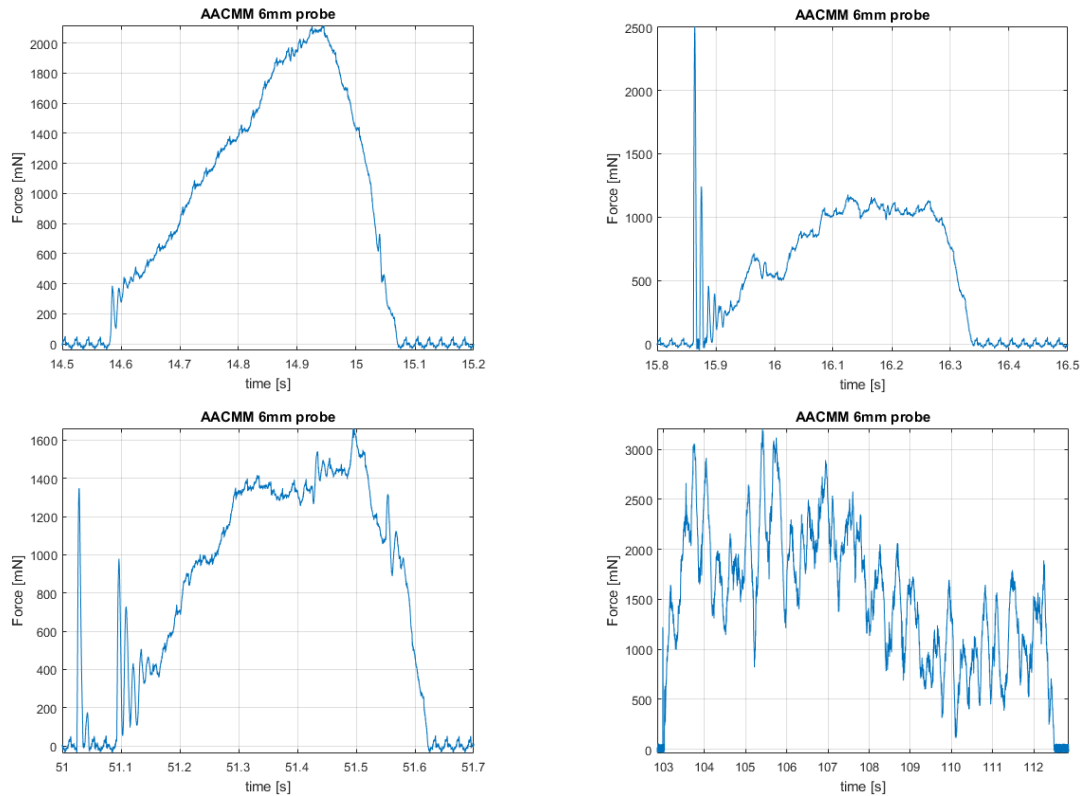 AACMM 6mm probe
2000
1800
1600
1400
1200
1000
800
600
400
200
0
Force [mN]
14.5 14.6 14.7 14.8 14.9 15 15.1 15.2
time [s]
AACMM 6mm probe
2500
2000
1500
1000
500
0
Force [mN]
15.8 15.9 16 16.1 16.2 16.3 16.4 16.5
time [s]
AACMM 6mm probe
1600
1400
1200
1000
800
600
400
200
0
Force [mN]
51 51.1 51.2 51.3 51.4 51.5 51.6 51.7
time [s]
AACMM 6mm probe
3000
2500
2000
1500
1000
500
0
Force [mN]
103 104 105 106 107 108 109 110 111 112
time [s]